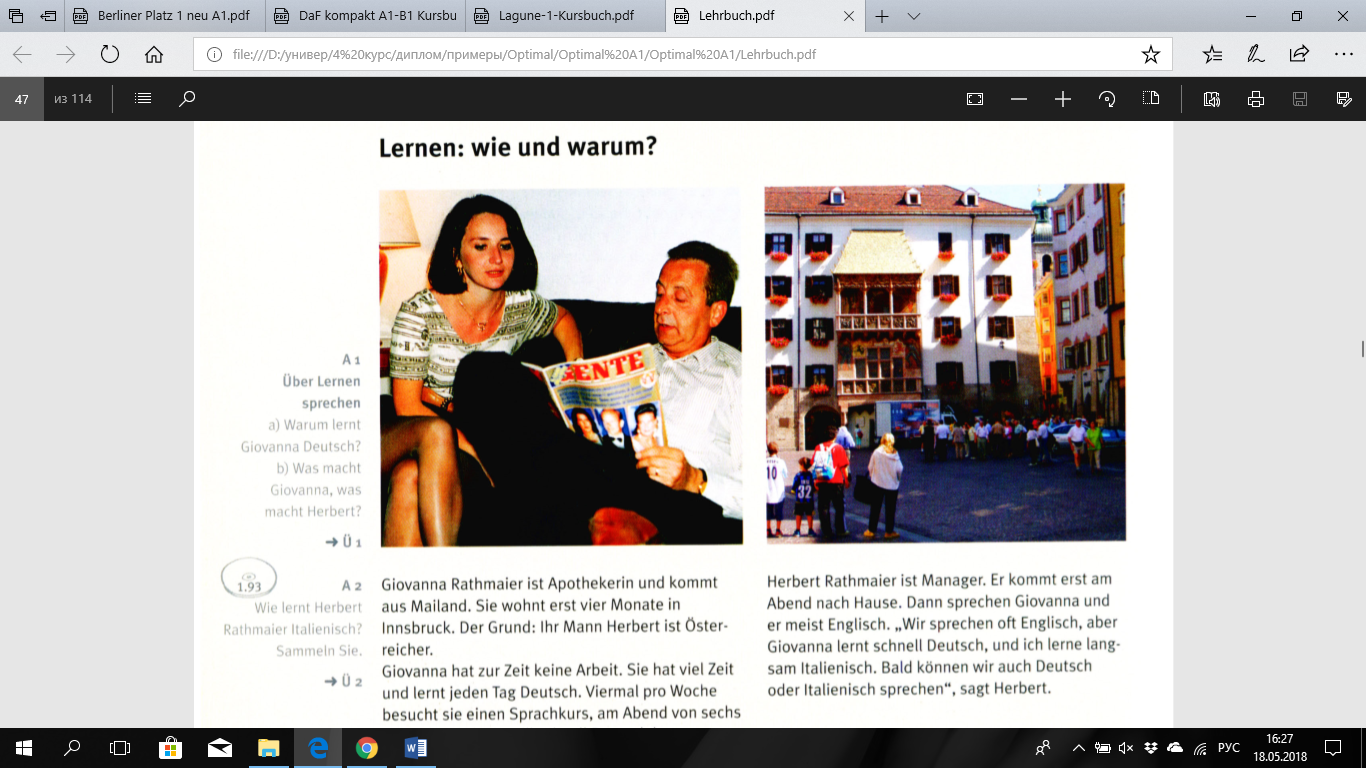 Berliner Platz 1 neu A1.pdf
DaF kompakt A1-B1 Kursbu
Lagune-1-Kursbuch.pdf
Lehrbuch.pdf
file:///D:/универ/4%20курс/диплом/примеры/Optimal/Optimal%20A1/Optimal%20A1/Lehrbuch.pdf
47
из 114
Lernen: wie und warum?
ENTE
10
32
A 1
Über Lernen
sprechen
a) Warum lernt
Giovanna Deutsch?
b) Was macht
Giovanna, was
macht Herbert?
➔ Ü 1
1.93
A 2
Wie lernt Herbert
Rathmaier Italienisch?
Sammeln Sie.
➔ Ü 2
Giovanna Rathmaier ist Apothekerin und kommt
aus Mailand. Sie wohnt erst vier Monate in
Innsbruck. Der Grund: Ihr Mann Herbert ist Öster-
reicher.
Giovanna hat zur Zeit keine Arbeit. Sie hat viel Zeit
und lernt jeden Tag Deutsch. Viermal pro Woche
besucht sie einen Sprachkurs, am Abend von sechs
Herbert Rathmaier ist Manager. Er kommt erst am
Abend nach Hause. Dann sprechen Giovanna und
er meist Englisch. „Wir sprechen oft Englisch, aber
Giovanna lernt schnell Deutsch, und ich lerne lang-
sam Italienisch. Bald können wir auch Deutsch
oder Italienisch sprechen“, sagt Herbert.
РУС
16:27
18.05.2018